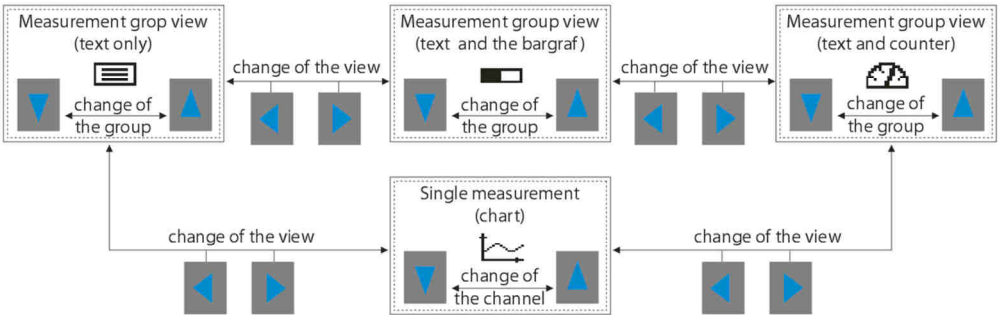 Measurement grop view
(text only)
change of
the group
change of the view
Measurement group view
(text and the bargraf)
change of
the group
change of the view
Measurement group view
(text and counter)
change of
the group
change of the view
Single measurement
(chart)
change of
the channel
change of the view